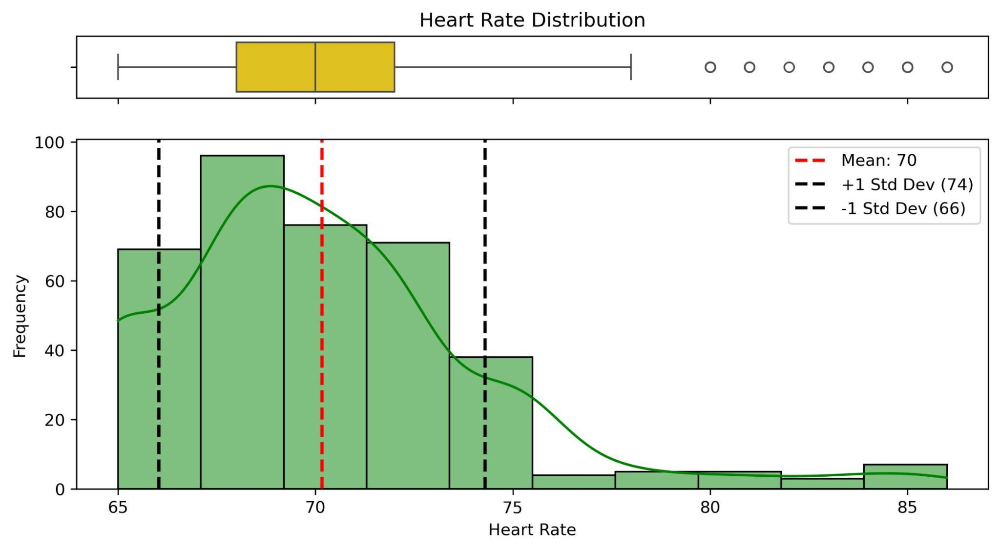 Heart Rate Distribution
100
80
60
40
20
0
Frequency
Mean: 70
+1 Std Dev (74)
-1 Std Dev (66)
65 70 75 80 85
Heart Rate